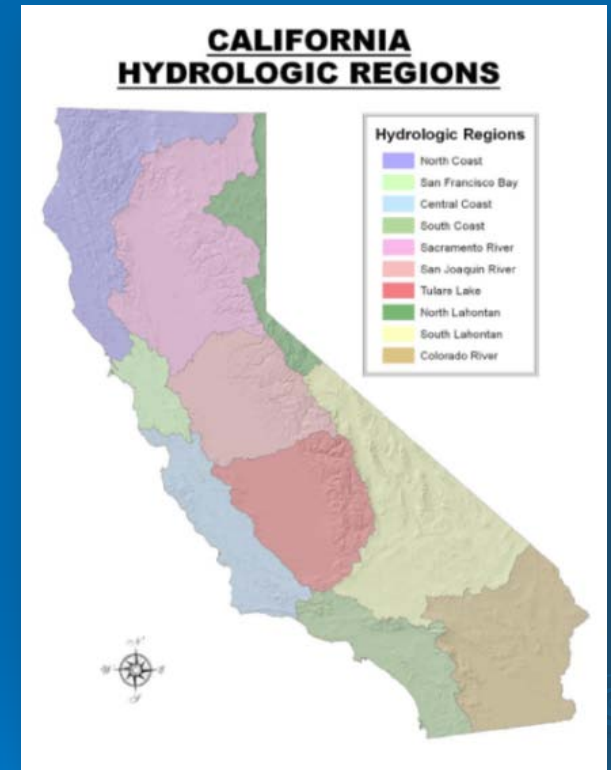 CALIFORNIA
HYDROLOGIC REGIONS
Hydrologic Regions
North Coast
San Francisco Bay
Central Coast
South Coast
Sacramento River
San Joaquin River
Tulare Lake
North Lahontan
South Lahontan
Colorado River
N
W
E
S